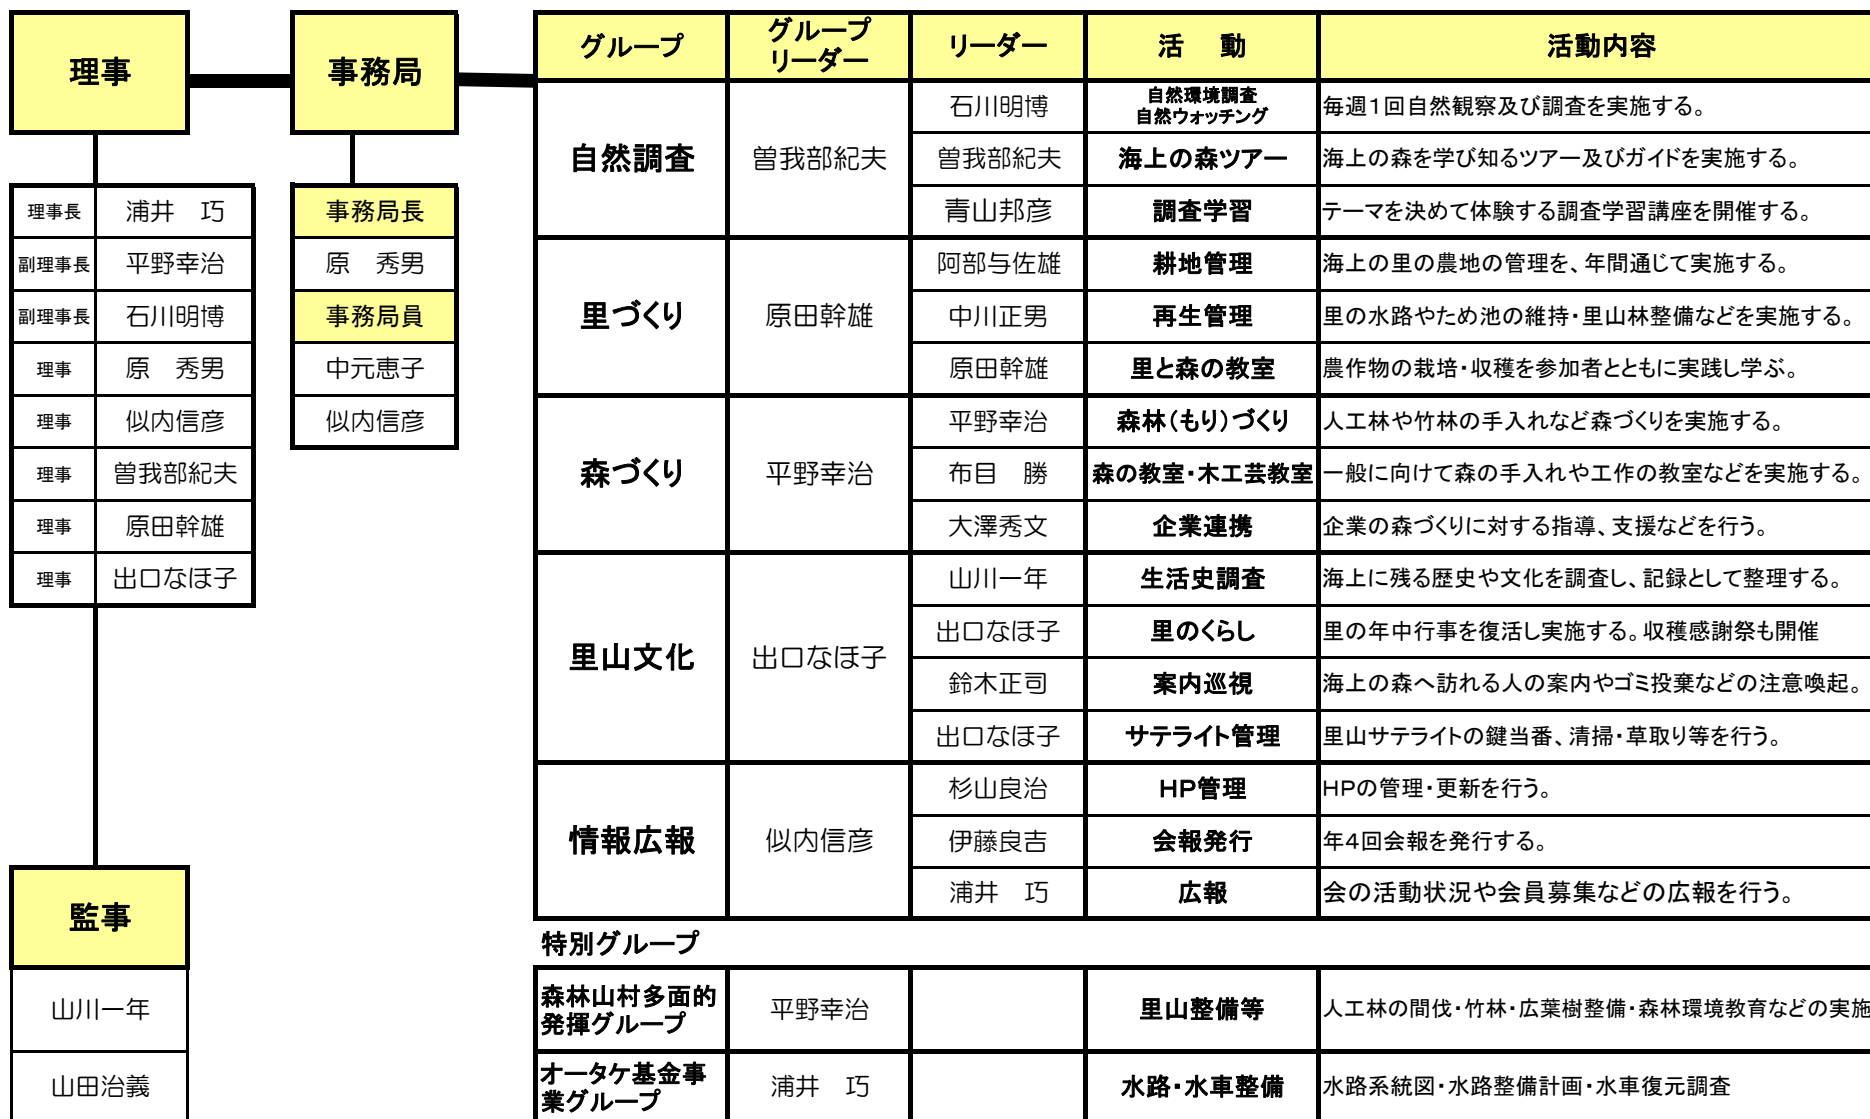 理事
事務局
理事長 浦井　巧
副理事長 平野幸治
副理事長 石川明博
理事 原　秀男
理事 似内信彦
理事 曽我部紀夫
理事 原田幹雄
理事 出口なほ子
事務局長
原　秀男
事務局員
中元恵子
似内信彦
監事
山川一年
山田治義
グループ
グループ
リーダー
リーダー
活　動
活動内容
自然調査
曽我部紀夫
石川明博
自然環境調査
自然ウォッチング
毎週1回自然観察及び調査を実施する。
曽我部紀夫 海上の森ツアー 海上の森を学び知るツアー及びガイドを実施する。
青山邦彦 調査学習 テーマを決めて体験する調査学習講座を開催する。
里づくり
原田幹雄
阿部与佐雄 耕地管理 海上の里の農地の管理を、年間通じて実施する。
中川正男 再生管理 里の水路やため池の維持・里山林整備などを実施する。
原田幹雄 里と森の教室 農作物の栽培・収穫を参加者とともに実践し学ぶ。
森づくり
平野幸治
平野幸治 森林(もり)づくり 人工林や竹林の手入れなど森づくりを実施する。
布目　勝 森の教室・木工芸教室 一般に向けて森の手入れや工作の教室などを実施する。
大澤秀文 企業連携 企業の森づくりに対する指導、支援などを行う。
里山文化
出口なほ子
山川一年 生活史調査 海上に残る歴史や文化を調査し、記録として整理する。
出口なほ子 里のくらし 里の年中行事を復活し実施する。収穫感謝祭も開催
鈴木正司 案内巡視 海上の森へ訪れる人の案内やゴミ投棄などの注意喚起。
出口なほ子 サテライト管理 里山サテライトの鍵当番、清掃・草取り等を行う。
情報広報
似内信彦
杉山良治 HP管理 HPの管理・更新を行う。
伊藤良吉 会報発行 年4回会報を発行する。
浦井　巧 広報 会の活動状況や会員募集などの広報を行う。
特別グループ
森林山村多面的
発揮グループ
平野幸治 里山整備等 人工林の間伐・竹林・広葉樹整備・森林環境教育などの実施
オータケ基金事
業グループ
浦井　巧 水路・水車整備 水路系統図・水路整備計画・水車復元調査